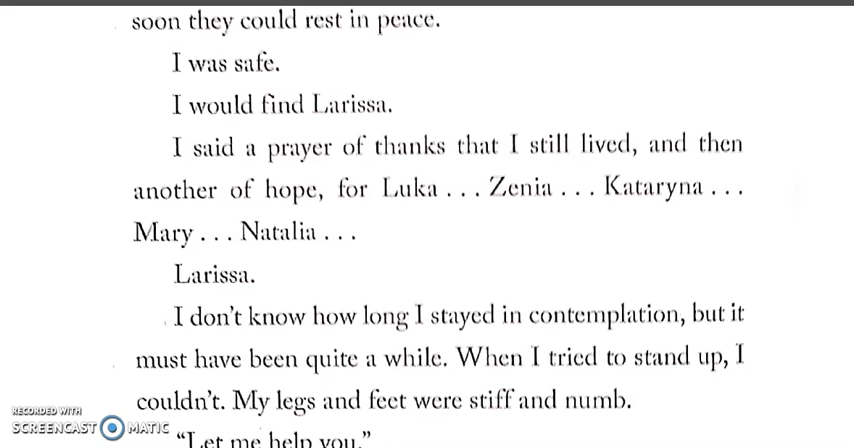 soon they could rest in peace.
I was safe.
I would find Larissa.
I said a prayer of thanks that I still lived, and then
another of hope, for Luka . . . Zenia . . . Kataryna . . .
Mary . . . Natalia . . .
Larissa.
I don't know how long I stayed in contemplation, but it
must have been quite a while. When I tried to stand up, I
couldn't. My legs and feet were stiff and numb.
RECORDED WITH
SCREENCAST MATIC
"Let me help you."